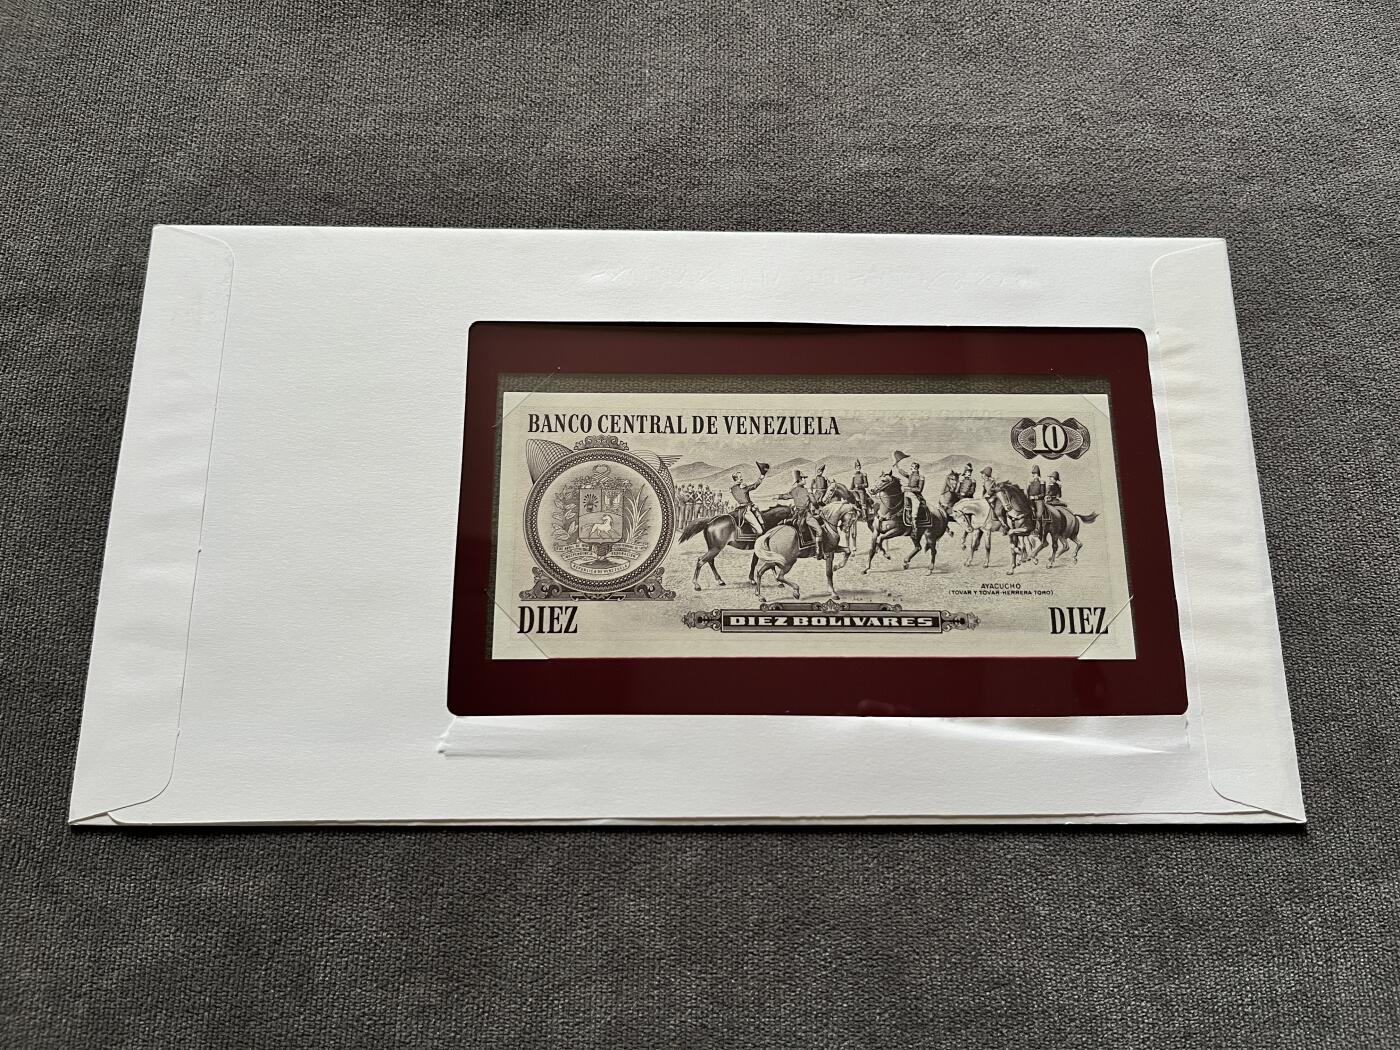 BANCO CENTRAL DE VENEZUELA
10
AYACUCHO
(TOVAR Y TOVAR-HERRERA TORO)
DIEZ
DIEZ BOLIVARES
DIEZ